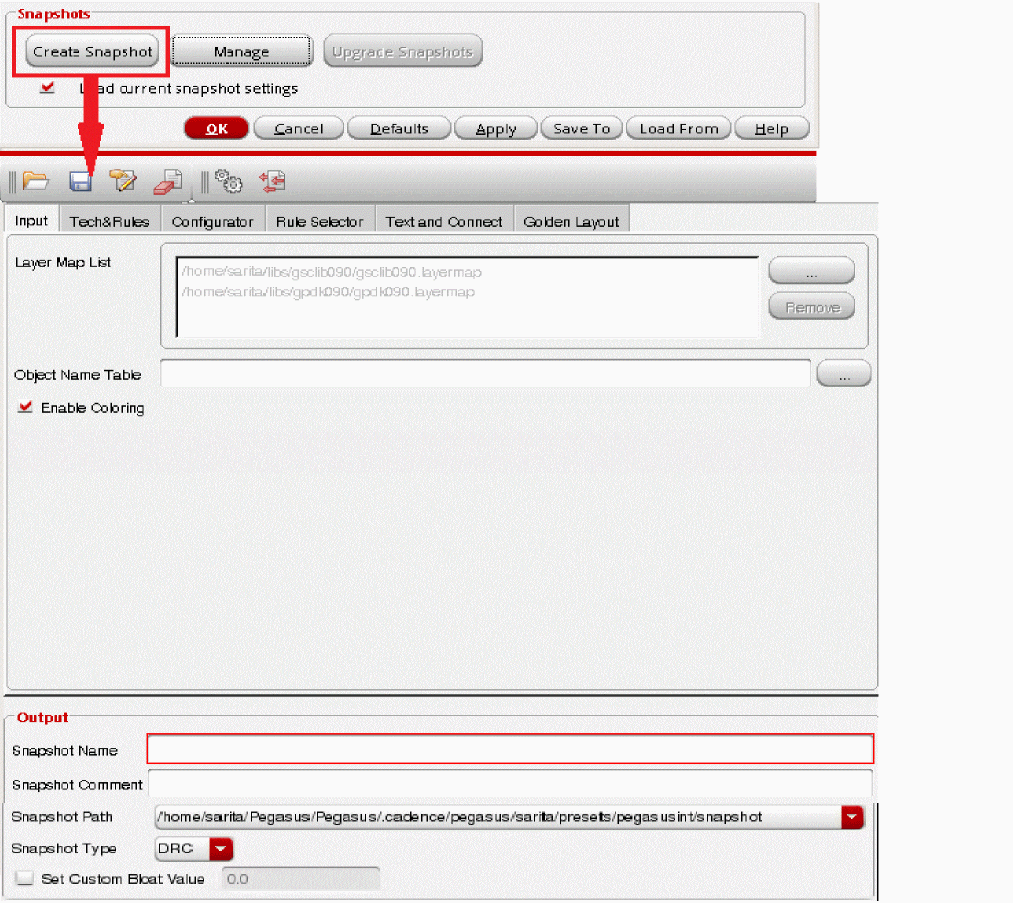 Snapshots
Create Snapshot Manage Upgrade Snapshots
Load current snapshot settings
OK Cancel Defaults Apply Save To Load From Help
Input Tech&Rules Configurator Rule Selector Text and Connect Golden Layout
Layer Map List
/home/sarita/libs/gsclib090/gsclib090.layermap
...
/home/sarita/libs/gpdk090/gpdk090.layermap
Remove
Object Name Table ...
Enable Coloring
Output
Snapshot Name
Snapshot Comment
Snapshot Path /home/sarita/Pegasus/Pegasus/.cadence/pegasus/sarita/presets/pegasusint/snapshot
Snapshot Type DRC
Set Custom Bloat Value 0.0